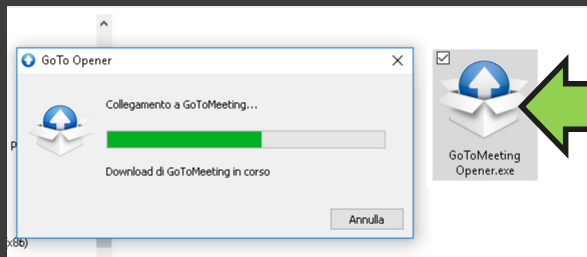 GoTo Opener
Collegamento a GoToMeeting...
Download di GoToMeeting in corso
Annulla
GoToMeeting
Opener.exe
p
x86)